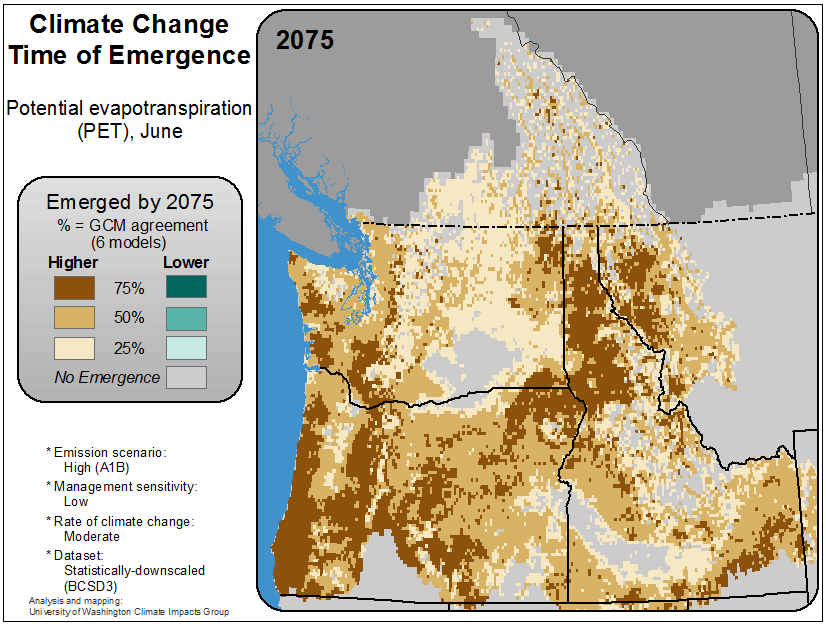 Climate Change
Time of Emergence
Potential evapotranspiration
(PET), June
Emerged by 2075
% = GCM agreement
(6 models)
Higher Lower
75%
50%
25%
No Emergence
* Emission scenario:
High (A1B)
* Management sensitivity:
Low
* Rate of climate change:
Moderate
* Dataset:
Statistically-downscaled
(BCSD3)
Analysis and mapping:
University of Washington Climate Impacts Group
2075